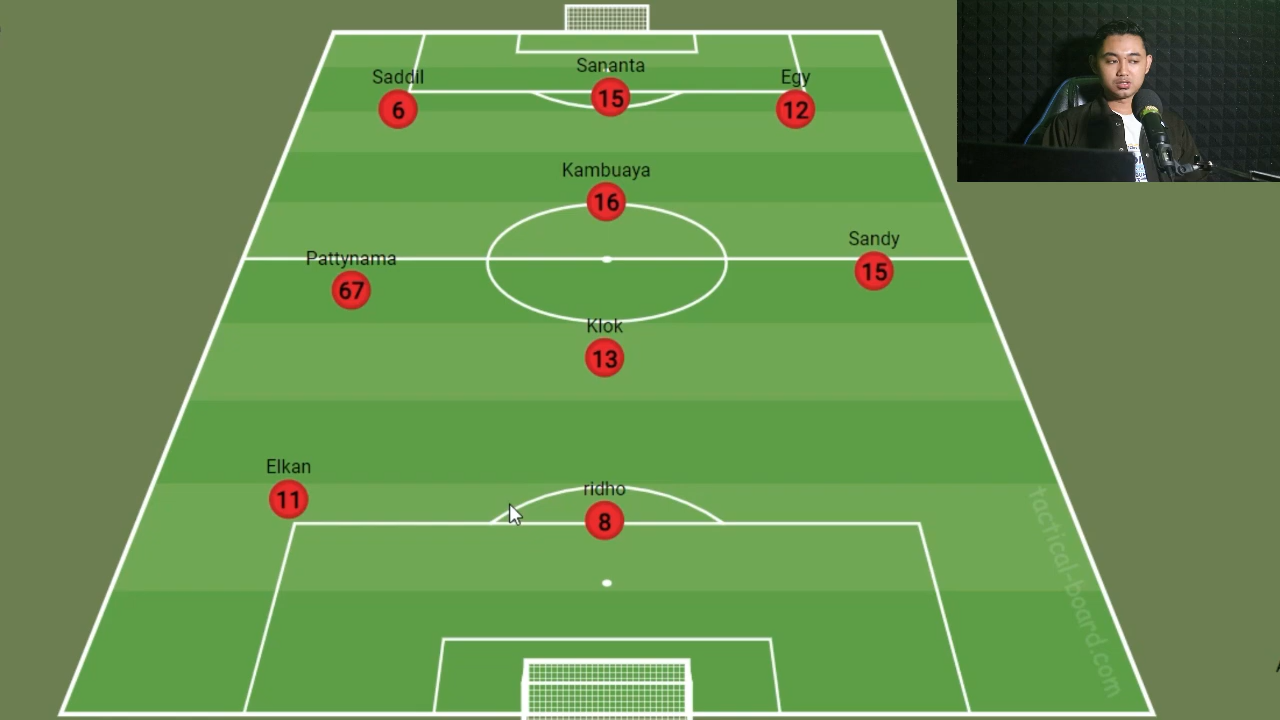 Saddil
6
Sananta
15
Egy
12
Kambuaya
16
Pattynama
67
Sandy
15
Klok
13
Elkan
11
ridho
8
tactical-board.com